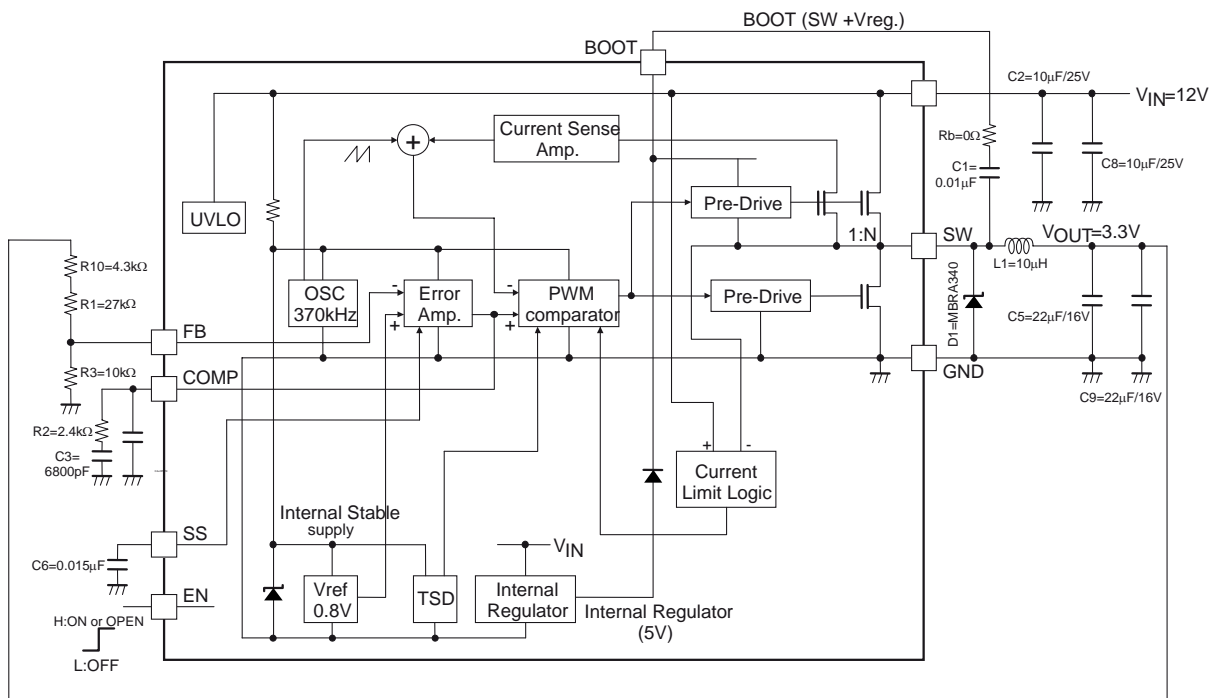 BOOT (SW +Vreg.)
BOOT
C2=10µF/25V
VIN=12V
Current Sense
Amp.
Rb=0Ω
C1=
0.01µF
C8=10µF/25V
+
UVLO
Pre-Drive
1:N
SW
VOUT=3.3V
L1=10µH
R10=4.3kΩ
R1=27kΩ
OSC
370kHz
-
Error
Amp.
+
-
PWM
comparator
+
Pre-Drive
D1=MBRA340
C5=22µF/16V
FB
R3=10kΩ
COMP
GND
C9=22µF/16V
R2=2.4kΩ
C3=
6800pF
+
-
Current
Limit Logic
Internal Stable
supply
SS
VIN
C6=0.015µF
Vref
0.8V
TSD
Internal
Regulator
Internal Regulator
(5V)
EN
H:ON or OPEN
L:OFF